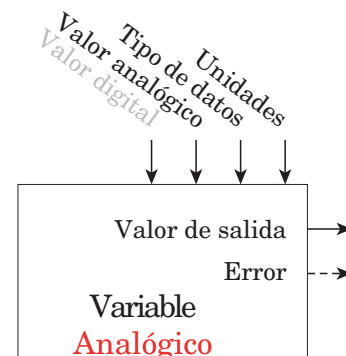 Valor digital
Valor analógico
Tipo de datos
Unidades
Valor de salida
Error
Variable
Analógico